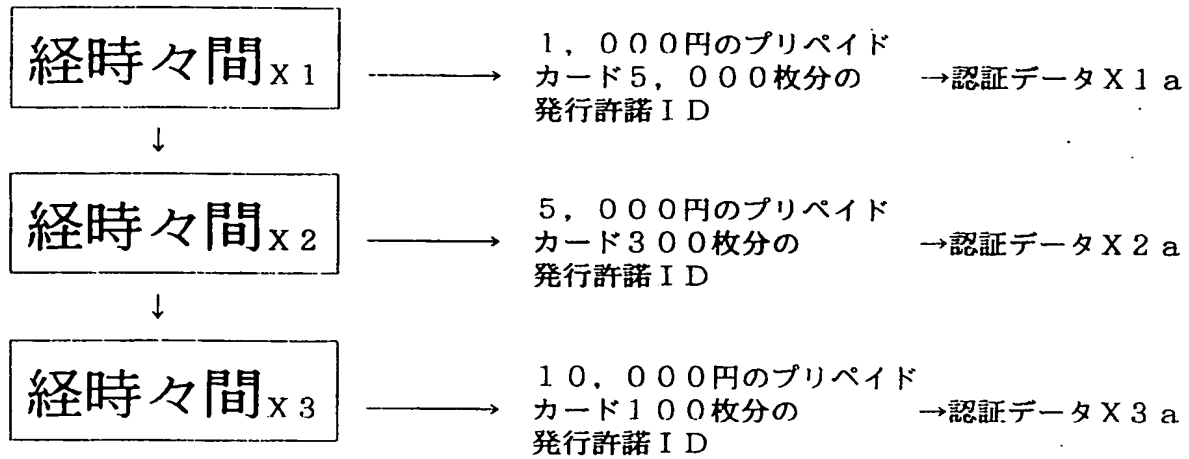 経時々間X1
1，000円のプリペイド
カード5，000枚分の
発行許諾ID
→認証データX1a
↓
経時々間X2
5，000円のプリペイド
カード300枚分の
発行許諾ID
→認証データX2a
↓
経時々間X3
10，000円のプリペイド
カード100枚分の
発行許諾ID
→認証データX3a